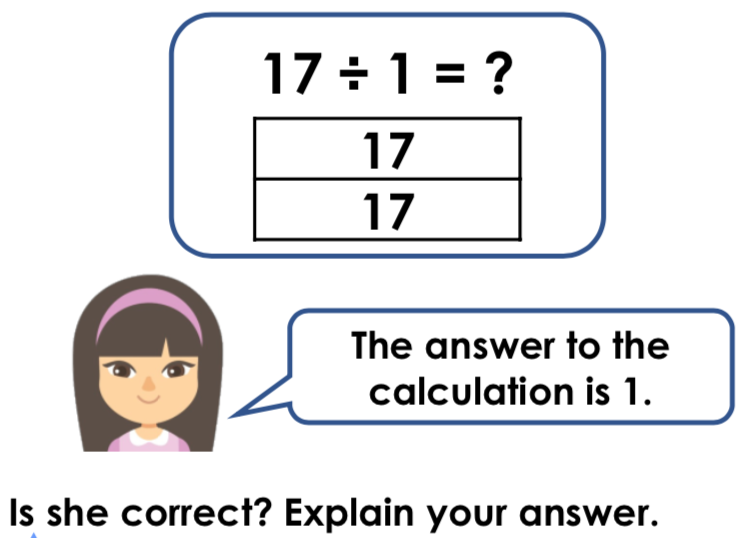 17 ÷ 1 = ?
17
17
The answer to the
calculation is 1.
Is she correct? Explain your answer.